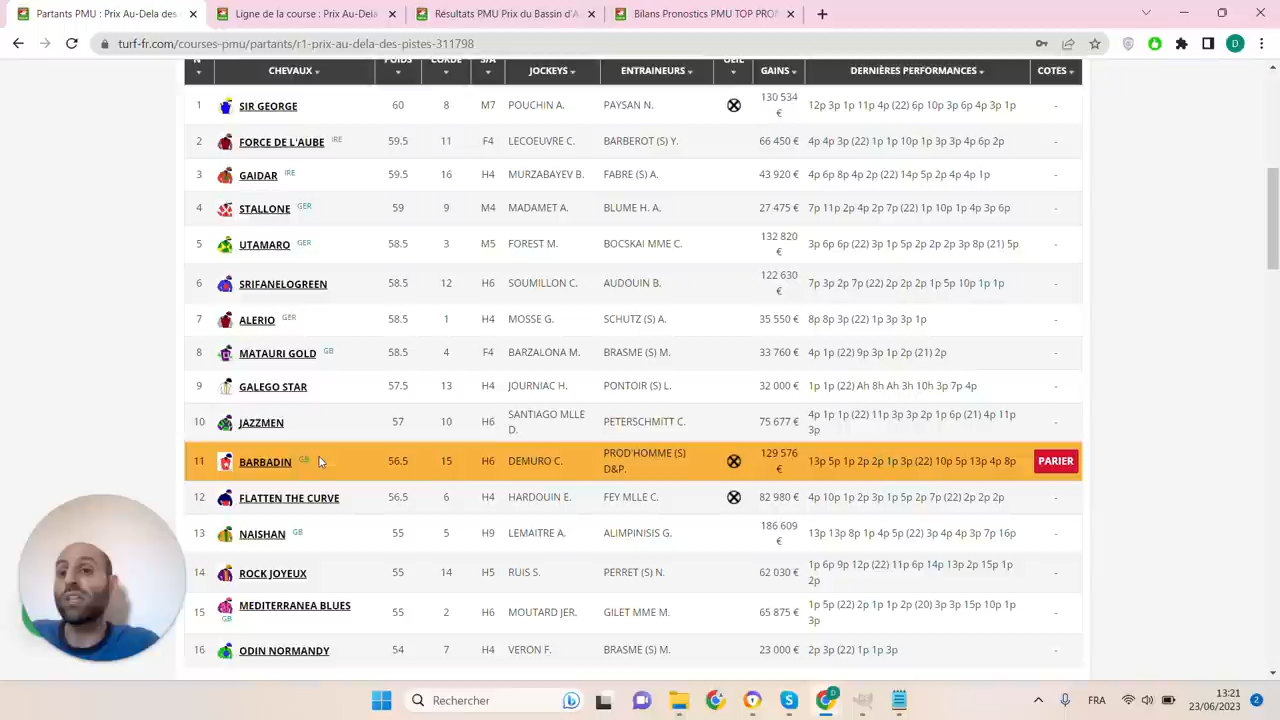 Partants PMU : Prix Au-Dela des
Ligne de la course : Prix Au-Del
Résultats PMU Prix du Bassin d'A
Bilans Pronostics PMU TOP PRO
turf-fr.com/courses-pmu/partants/r1-prix-au-dela-des-pistes-311798
N° CHEVAUX POIDS CORDE S/A JOCKEYS ENTRAINEURS OEIL GAINS DERNIÈRES PERFORMANCES COTES
1 SIR GEORGE 60 8 M7 POUCHIN A. PAYSAN N. 130 534 € 12p 3p 1p 11p 4p (22) 6p 10p 3p 6p 4p 3p 1p -
2 FORCE DE L'AUBE IRE 59.5 11 F4 LECOEUVRE C. BARBEROT (S) Y. 66 450 € 4p 4p 3p (22) 1p 1p 10p 1p 3p 3p 4p 6p 2p -
3 GAIDAR IRE 59.5 16 H4 MURZABAYEV B. FABRE (S) A. 43 920 € 4p 6p 8p 4p 2p (22) 14p 5p 2p 4p 4p 1p -
4 STALLONE GER 59 9 M4 MADAMET A. BLUME H. A. 27 475 € 7p 11p 2p 4p 2p 7p (22) 1p 10p 1p 4p 3p 6p -
5 UTAMARO GER 58.5 3 M5 FOREST M. BOCSKAI MME C. 132 820 € 3p 6p 6p (22) 3p 1p 5p 2p 2p 2p 3p 8p (21) 5p -
6 SRIFANELOGREEN 58.5 12 H6 SOUMILLON C. AUDOUIN B. 122 630 € 7p 3p 2p 7p (22) 2p 2p 2p 1p 5p 10p 1p 1p -
7 ALERIO GER 58.5 1 H4 MOSSE G. SCHUTZ (S) A. 35 550 € 8p 8p 3p (22) 1p 3p 3p 1p -
8 MATAURI GOLD GB 58.5 4 F4 BARZALONA M. BRASME (S) M. 33 760 € 4p 1p (22) 9p 3p 1p 2p (21) 2p -
9 GALEGO STAR 57.5 13 H4 JOURNIAC H. PONTOIR (S) L. 32 000 € 1p 1p (22) Ah 8h Ah 3h 10h 3p 7p 4p -
10 JAZZMEN 57 10 H6 SANTIAGO MLLE D. PETERSCHMITT C. 75 677 € 4p 1p 1p (22) 11p 3p 3p 2p 1p 6p (21) 4p 11p 3p -
11 BARBADIN GB 56.5 15 H6 DEMURO C. PROD'HOMME (S) D&P. 129 576 € 13p 5p 1p 2p 2p 1p 3p (22) 10p 5p 13p 4p 8p PARIER
12 FLATTEN THE CURVE 56.5 6 H4 HARDOUIN E. FEY MLLE C. 82 980 € 4p 10p 1p 2p 3p 1p 5p 2p 1p (22) 2p 2p 2p -
13 NAISHAN GB 55 5 H9 LEMAITRE A. ALIMPINISIS G. 186 609 € 13p 13p 8p 1p 4p 5p (22) 3p 4p 4p 3p 7p 16p -
14 ROCK JOYEUX 55 14 H5 RUIS S. PERRET (S) N. 62 030 € 1p 6p 9p 12p (22) 11p 6p 14p 13p 2p 15p 1p 2p -
15 MEDITERRANEA BLUES GB 55 2 H6 MOUTARD JER. GILET MME M. 65 875 € 1p 5p (22) 2p 1p 1p 2p (20) 3p 3p 15p 10p 1p 3p -
16 ODIN NORMANDY 54 7 H4 VERON F. BRASME (S) M. 23 000 € 2p 3p (22) 1p 1p 3p -
Rechercher
FRA
13:21
23/06/2023
2